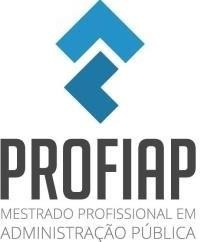 PROFIAP
MESTRADO PROFISSIONAL EM
ADMINISTRAÇÃO PÚBLICA